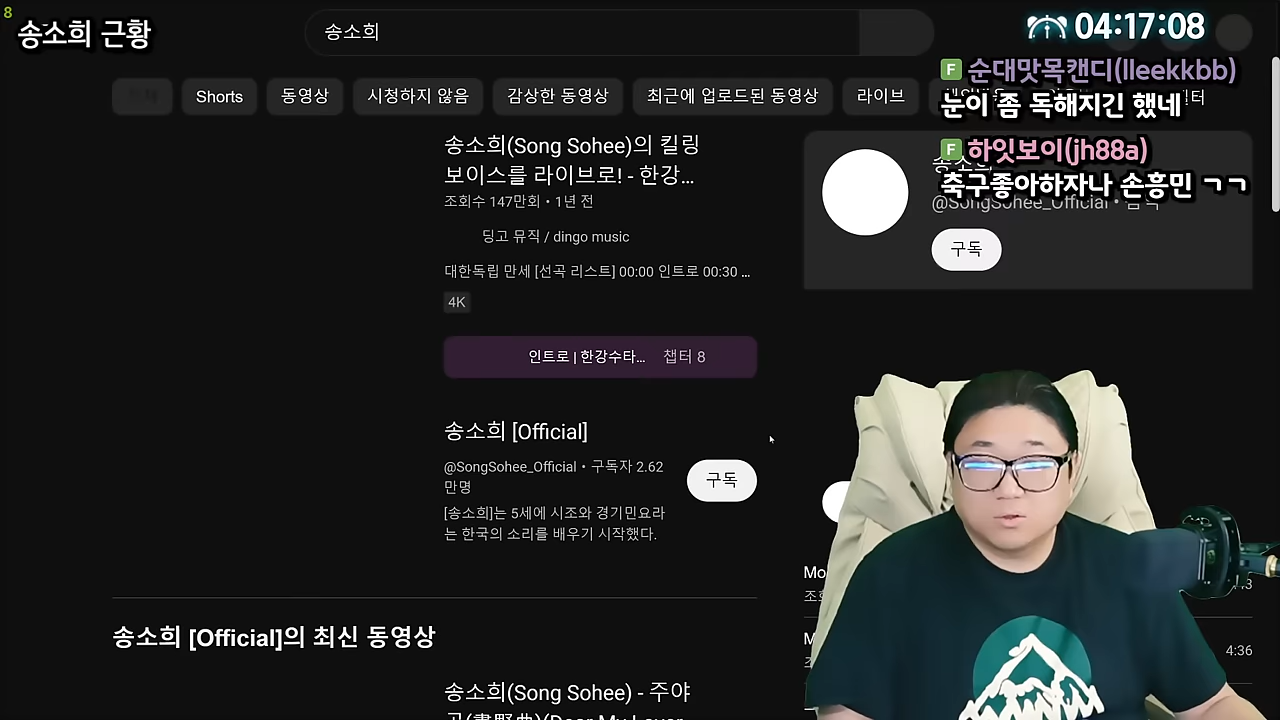 8
송소희 근황
송소희
04:17:08
Shorts
동영상
시청하지 않음
감상한 동영상
최근에 업로드된 동영상
라이브
F 순대맛목캔디(lleekkbb)
눈이 좀 독해지긴 했네
F 하잇보이(jh88a)
축구좋아하자나 손흥민 ㄱㄱ
송소희
@SongSohee_Official • 음악
구독
송소희(Song Sohee)의 킬링
보이스를 라이브로! - 한강...
조회수 147만회 • 1년 전
딩고 뮤직 / dingo music
대한독립 만세 [선곡 리스트] 00:00 인트로 00:30 ...
4K
인트로 | 한강수타... 챕터 8
송소희 [Official]
@SongSohee_Official • 구독자 2.62
만명
구독
[송소희]는 5세에 시조와 경기민요라
는 한국의 소리를 배우기 시작했다.
송소희 [Official]의 최신 동영상
송소희(Song Sohee) - 주야
4:36